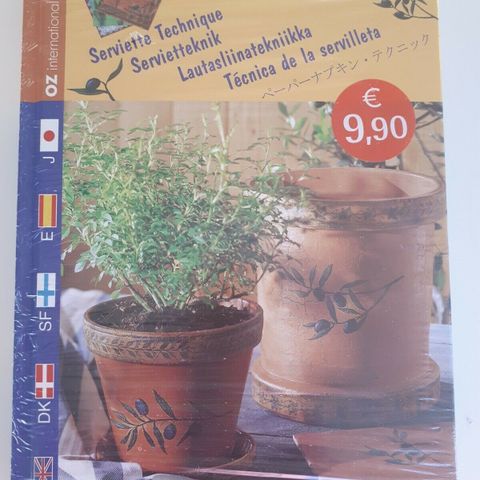 Serviette Technique
Servietteknik
Lautasliinatekniikka
Técnica de la servilleta
ペーパーナプキン・テクニック
€
9,90
OZ international
J
E
SF
DK